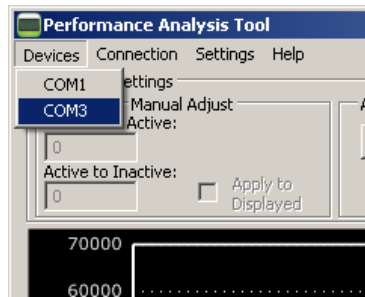 Performance Analysis Tool
Devices Connection Settings Help
COM1
COM3
ettings
Manual Adjust
Active:
0
Active to Inactive:
0
Apply to
Displayed
70000
60000